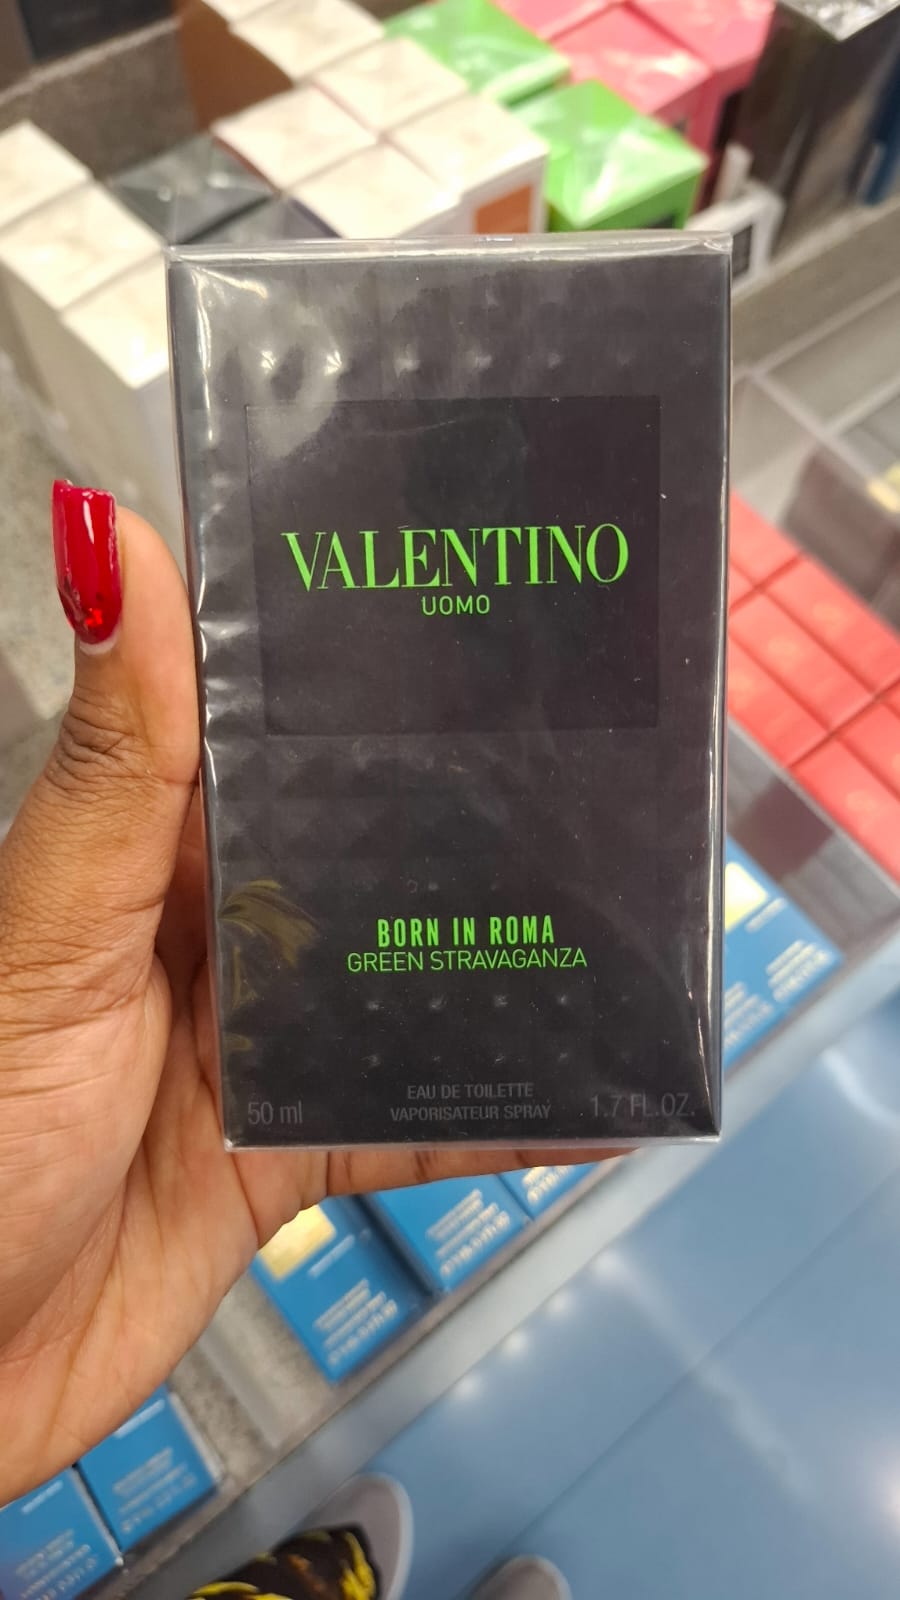 VALENTINO
UOMO
BORN IN ROMA
GREEN STRAVAGANZA
EAU DE TOILETTE
50 ml VAPORISATEUR SPRAY 1.7 FL.OZ.